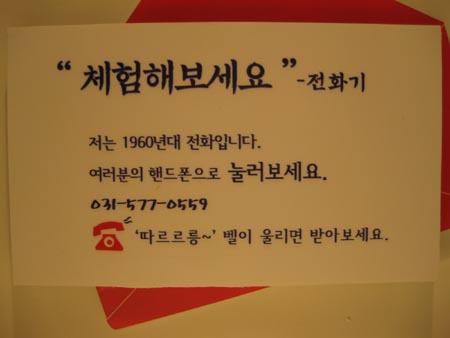 “ 체험해보세요 ” -전화기
저는 1960년대 전화입니다.
여러분의 핸드폰으로 눌러보세요.
031-577-0559
‘따르르릉~’ 벨이 울리면 받아보세요.